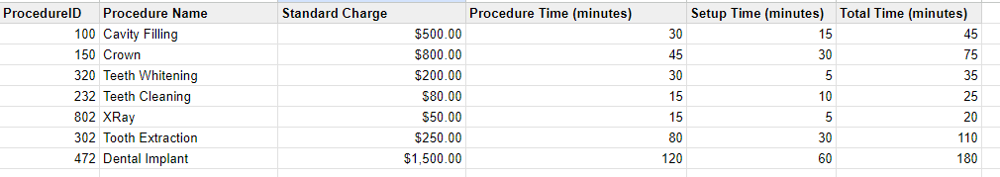 ProcedureID Procedure Name Standard Charge Procedure Time (minutes) Setup Time (minutes) Total Time (minutes)
100 Cavity Filling $500.00 30 15 45
150 Crown $800.00 45 30 75
320 Teeth Whitening $200.00 30 5 35
232 Teeth Cleaning $80.00 15 10 25
802 XRay $50.00 15 5 20
302 Tooth Extraction $250.00 80 30 110
472 Dental Implant $1,500.00 120 60 180